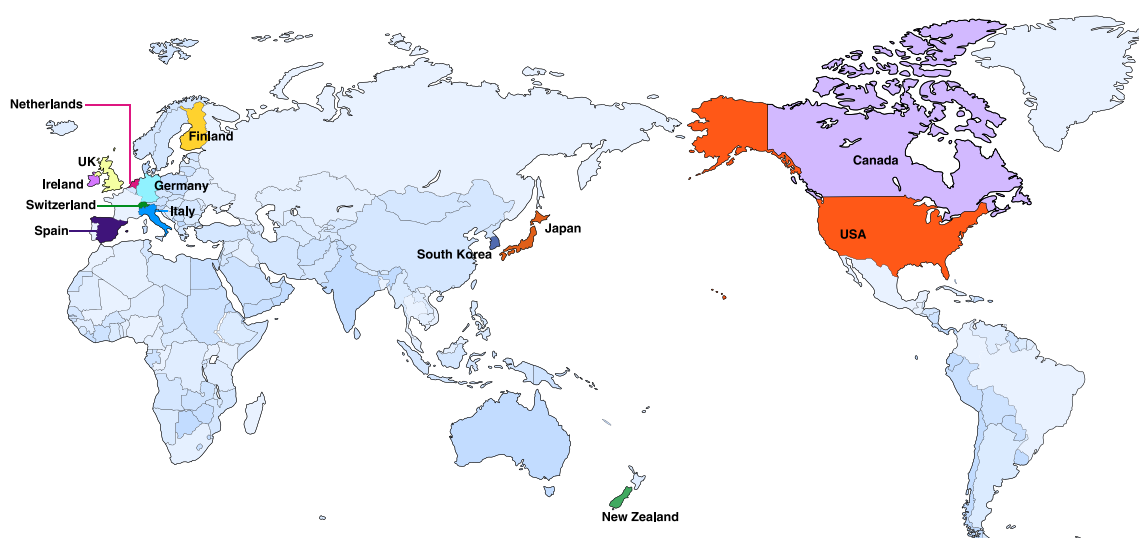 Netherlands
Finland
UK
Canada
Ireland
Germany
Switzerland
Italy
Spain
Japan
USA
South Korea
New Zealand